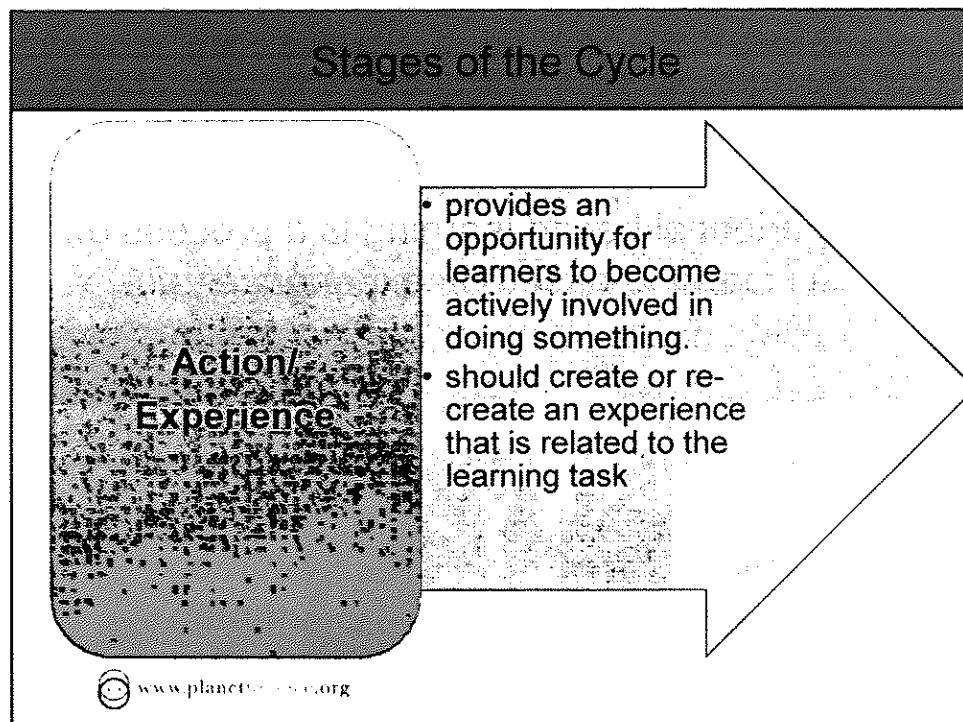 Stages of the Cycle
Action/
Experience
• provides an
opportunity for
learners to become
actively involved in
doing something.
• should create or re-
create an experience
that is related to the
learning task